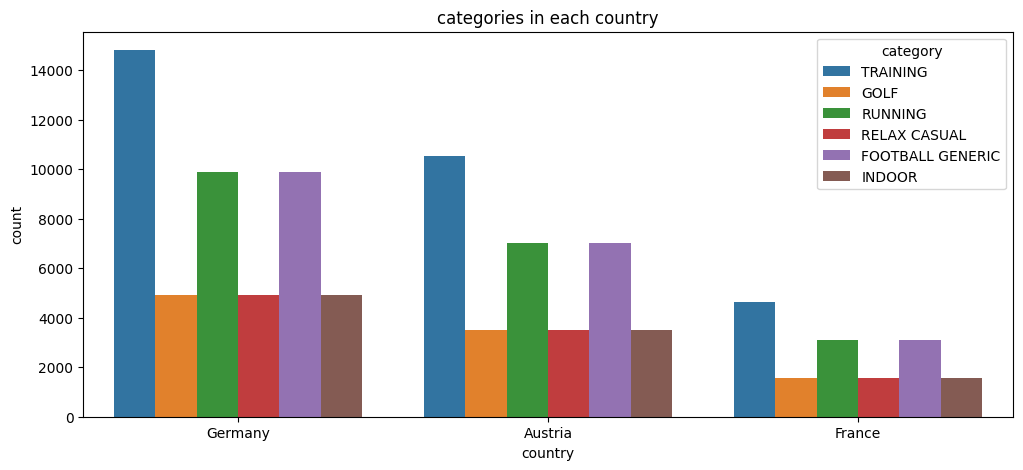 categories in each country
count
14000
12000
10000
8000
6000
4000
2000
0
category
TRAINING
GOLF
RUNNING
RELAX CASUAL
FOOTBALL GENERIC
INDOOR
Germany
Austria
France
country